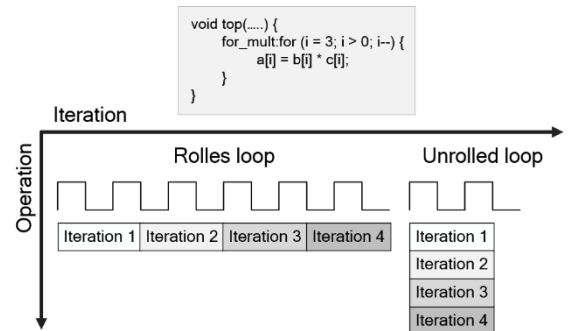 void top(.....) {
for_mult:for (i = 3; i > 0; i--) {
a[i] = b[i] * c[i];
}
}
Iteration
Operation
Rolles loop
Unrolled loop
Iteration 1 Iteration 2 Iteration 3 Iteration 4
Iteration 1
Iteration 2
Iteration 3
Iteration 4